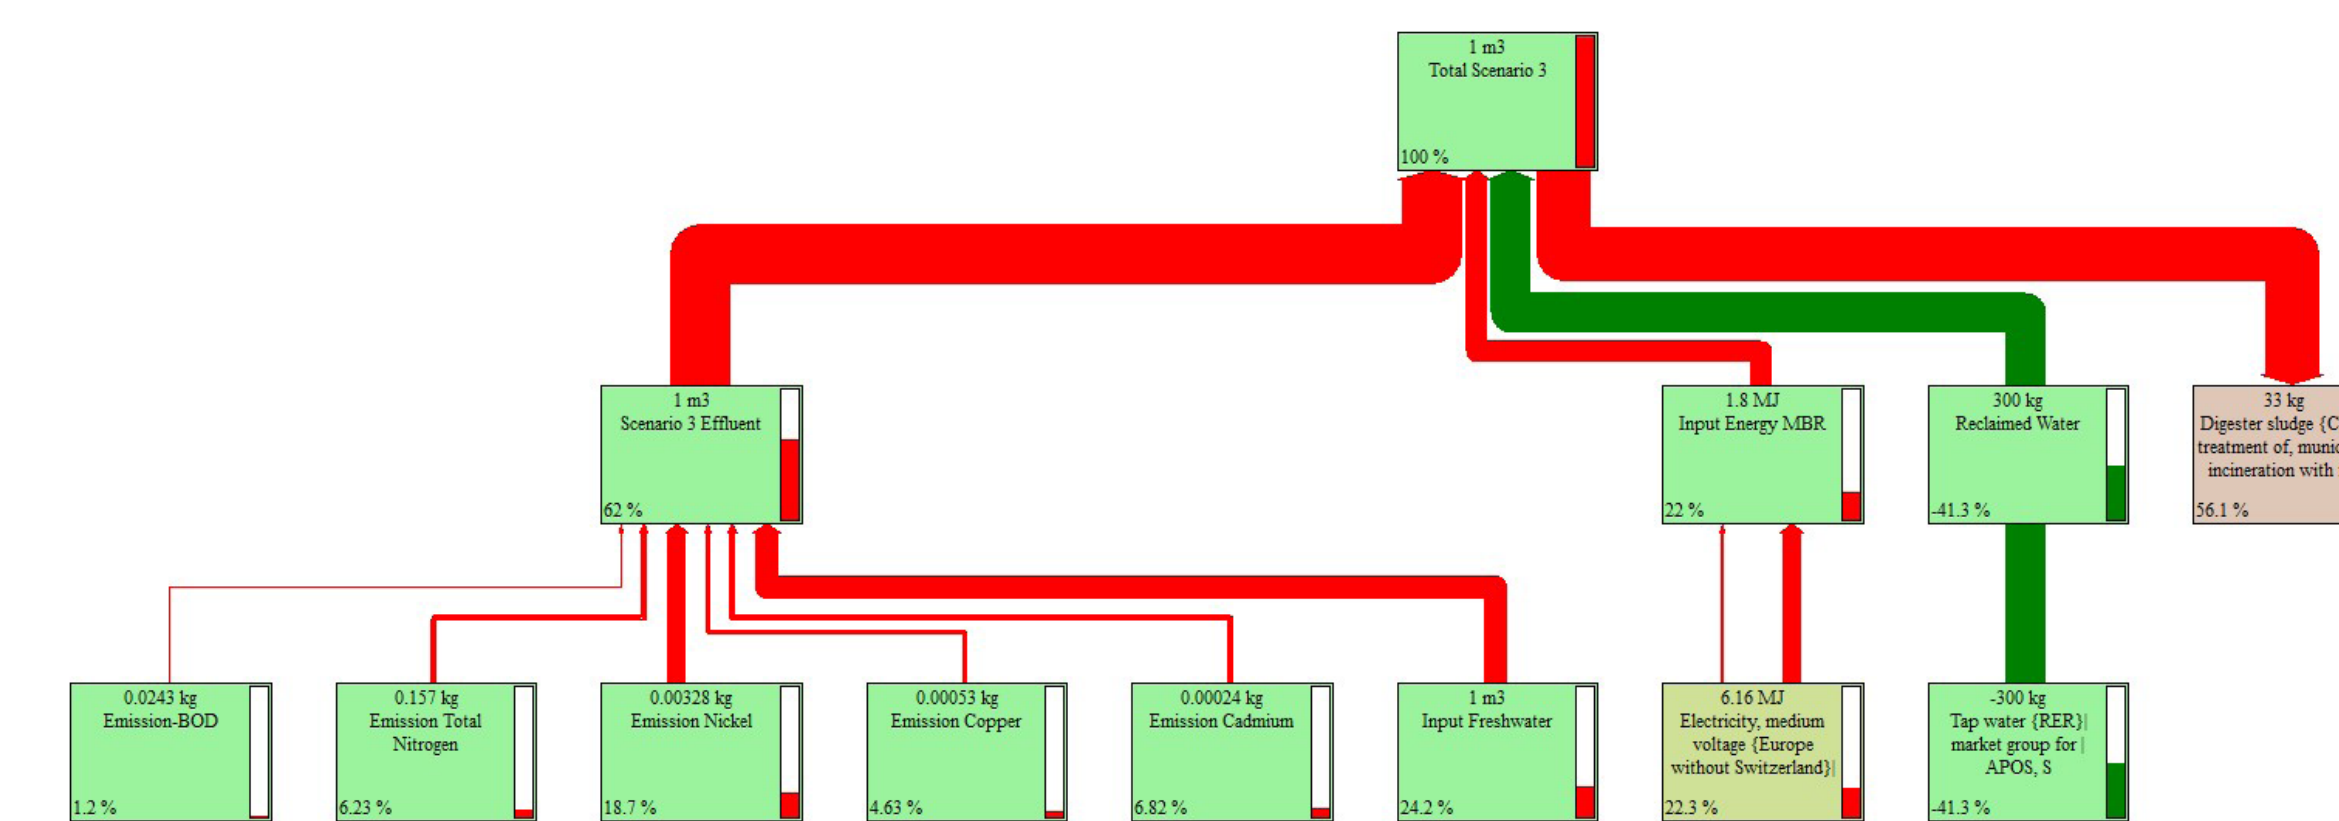 1 m3
Total Scenario 3
100 %
1 m3
Scenario 3 Effluent
62 %
1.8 MJ
Input Energy MBR
22 %
300 kg
Reclaimed Water
-41.3 %
33 kg
Digester sludge {C
treatment of, munic
incineration with
56.1 %
0.0243 kg
Emission-BOD
1.2 %
0.157 kg
Emission Total
Nitrogen
6.23 %
0.00328 kg
Emission Nickel
18.7 %
0.00053 kg
Emission Copper
4.63 %
0.00024 kg
Emission Cadmium
6.82 %
1 m3
Input Freshwater
24.2 %
6.16 MJ
Electricity, medium
voltage {Europe
without Switzerland}|
22.3 %
-300 kg
Tap water {RER}|
market group for |
APOS, S
-41.3 %